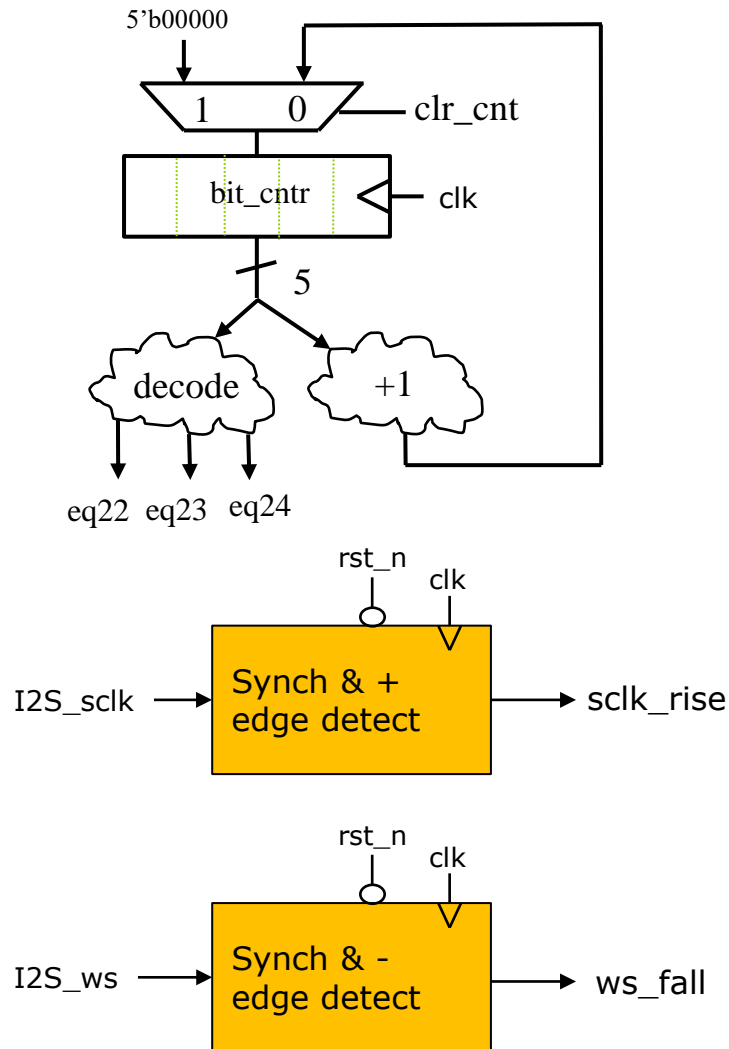 5’b00000
1 0
clr_cnt
bit_cntr
clk
5
decode
+1
eq22 eq23 eq24
rst_n
clk
I2S_sclk
Synch & +
edge detect
sclk_rise
rst_n
clk
I2S_ws
Synch & -
edge detect
ws_fall